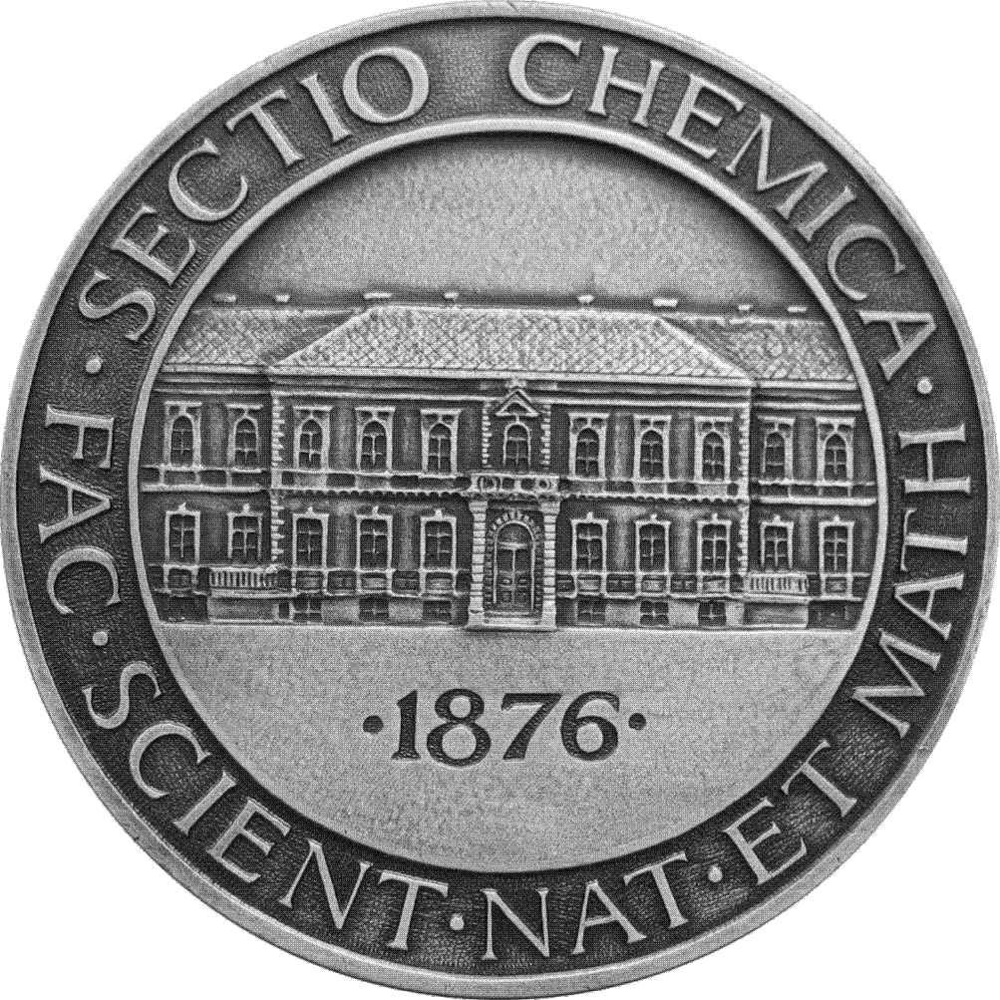 · SECTIO CHEMICA · FAC · SCIENT · NAT · ET MATH
· 1876 ·